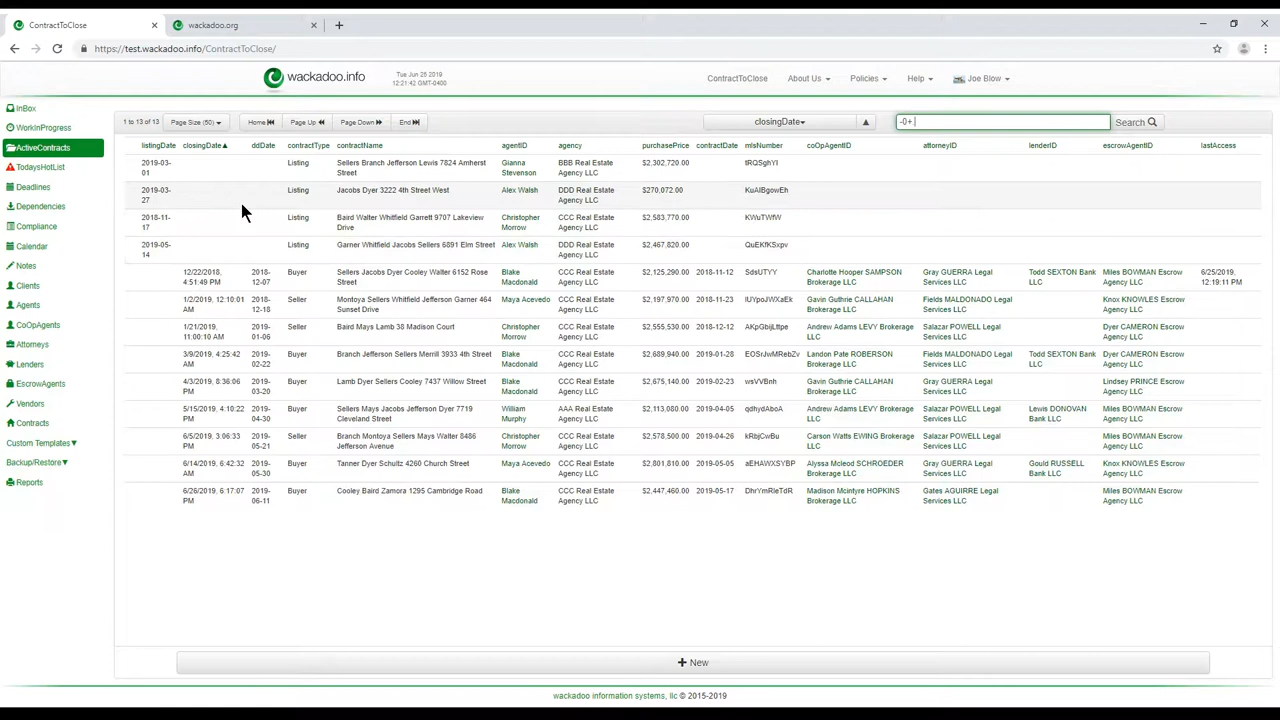 ContractToClose
wackadoo.org
https://test.wackadoo.info/ContractToClose/
wackadoo.info
Tue Jun 25 2019
12:21:42 GMT-0400
ContractToClose About Us Policies Help Joe Blow
InBox
WorkInProgress
ActiveContracts
TodaysHotList
Deadlines
Dependencies
Compliance
Calendar
Notes
Clients
Agents
CoOpAgents
Attorneys
Lenders
EscrowAgents
Vendors
Contracts
Custom Templates
Backup/Restore
Reports
1 to 13 of 13 Page Size (50) Home Page Up Page Down End closingDate -0+ Search
listingDate closingDate ddDate contractType contractName agentID agency purchasePrice contractDate mlsNumber coOpAgentID attorneyID lenderID escrowAgentID lastAccess
2019-03- Listing Sellers Branch Jefferson Lewis 7824 Amherst Gianna BBB Real Estate $2,302,720.00 tRQSghYI
01 Street Stevenson Agency LLC
2019-03- Listing Jacobs Dyer 3222 4th Street West Alex Walsh DDD Real Estate $270,072.00 KuAlBgowEh
27 Agency LLC
2018-11- Listing Baird Walter Whitfield Garrett 9707 Lakeview Christopher CCC Real Estate $2,583,770.00 KWuTWfW
17 Drive Morrow Agency LLC
2019-05- Listing Garner Whitfield Jacobs Sellers 6891 Elm Street Alex Walsh DDD Real Estate $2,467,820.00 QuEKfKSxpv
14 Agency LLC
12/22/2018, 2018- Buyer Sellers Jacobs Dyer Cooley Walter 6152 Rose Blake CCC Real Estate $2,125,290.00 2018-11-12 SdsUTYY Charlotte Hooper SAMPSON Gray GUERRA Legal Todd SEXTON Bank Miles BOWMAN Escrow 6/25/2019,
4:51:49 PM 12-07 Street Macdonald Agency LLC Brokerage LLC Services LLC LLC Agency LLC 12:19:11 PM
1/2/2019, 12:10:01 2018- Seller Montoya Sellers Whitfield Jefferson Garner 464 Maya Acevedo CCC Real Estate $2,197,970.00 2018-11-23 lUYpoJWXaEk Gavin Guthrie CALLAHAN Fields MALDONADO Legal Knox KNOWLES Escrow
AM 12-18 Sunset Drive Agency LLC Brokerage LLC Services LLC Agency LLC
1/21/2019, 2019- Seller Baird Mays Lamb 38 Madison Court Christopher CCC Real Estate $2,555,530.00 2018-12-12 AKpGbijLttpe Andrew Adams LEVY Brokerage Salazar POWELL Legal Dyer CAMERON Escrow
11:00:10 AM 01-06 Morrow Agency LLC LLC Services LLC Agency LLC
3/9/2019, 4:25:42 2019- Buyer Branch Jefferson Sellers Merrill 3933 4th Street Blake CCC Real Estate $2,689,940.00 2019-01-28 EOSrJwMRebZv Landon Pate ROBERSON Fields MALDONADO Legal Todd SEXTON Bank Dyer CAMERON Escrow
AM 02-22 Macdonald Agency LLC Brokerage LLC Services LLC LLC Agency LLC
4/3/2019, 8:36:06 2019- Buyer Lamb Dyer Sellers Cooley 7437 Willow Street Blake CCC Real Estate $2,675,140.00 2019-02-23 wsVVBnh Gavin Guthrie CALLAHAN Gray GUERRA Legal Lindsey PRINCE Escrow
PM 03-20 Macdonald Agency LLC Brokerage LLC Services LLC Agency LLC
5/15/2019, 4:10:22 2019- Buyer Sellers Mays Jacobs Jefferson Dyer 7719 William AAA Real Estate $2,113,080.00 2019-04-05 qdhydAboA Andrew Adams LEVY Brokerage Salazar POWELL Legal Lewis DONOVAN Miles BOWMAN Escrow
PM 04-30 Cleveland Street Murphy Agency LLC LLC Services LLC Bank LLC Agency LLC
6/5/2019, 3:06:33 2019- Seller Branch Montoya Sellers Mays Walter 8486 Christopher CCC Real Estate $2,578,500.00 2019-04-26 kRbjCwBu Carson Watts EWING Brokerage Salazar POWELL Legal Miles BOWMAN Escrow
PM 05-21 Jefferson Avenue Morrow Agency LLC LLC Services LLC Agency LLC
6/14/2019, 6:42:32 2019- Buyer Tanner Dyer Schultz 4260 Church Street Maya Acevedo CCC Real Estate $2,801,810.00 2019-05-05 aEHAWXSYBP Alyssa Mcleod SCHROEDER Gray GUERRA Legal Gould RUSSELL Knox KNOWLES Escrow
AM 05-30 Agency LLC Brokerage LLC Services LLC Bank LLC Agency LLC
6/26/2019, 6:17:07 2019- Buyer Cooley Baird Zamora 1295 Cambridge Road Blake CCC Real Estate $2,447,460.00 2019-05-17 DhrYmRleTdR Madison Mcintyre HOPKINS Gates AGUIRRE Legal Miles BOWMAN Escrow
PM 06-11 Macdonald Agency LLC Brokerage LLC Services LLC Agency LLC
New
wackadoo information systems, llc © 2015-2019